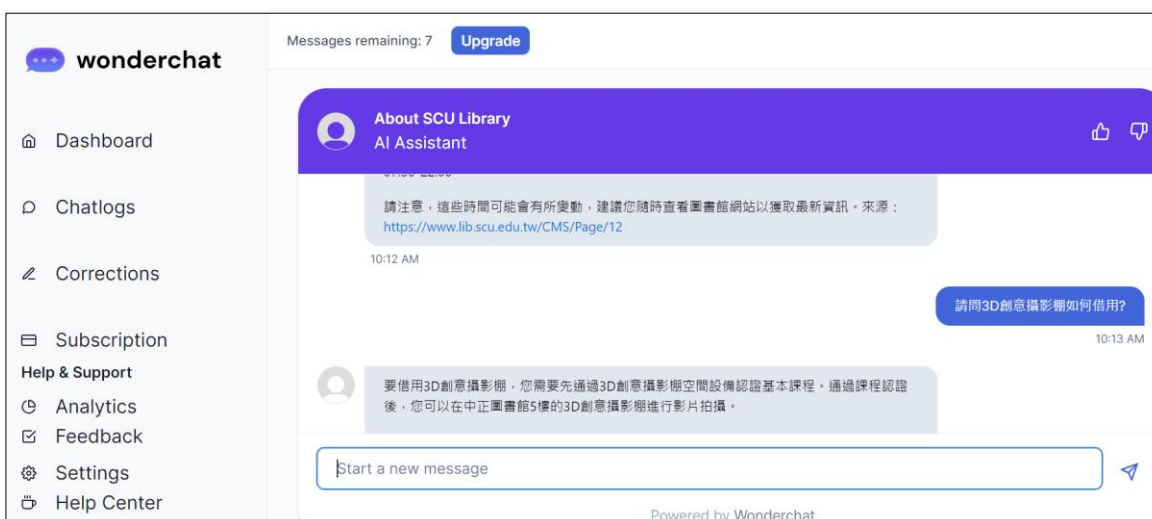 wonderchat
Dashboard
Chatlogs
Corrections
Subscription
Help & Support
Analytics
Feedback
Settings
Help Center
Messages remaining: 7
Upgrade
About SCU Library
AI Assistant
請注意，這些時間可能會有所變動，建議您隨時查看圖書館網站以獲取最新資訊。來源：
https://www.lib.scu.edu.tw/CMS/Page/12
10:12 AM
請問3D創意攝影棚如何借用?
10:13 AM
要借用3D創意攝影棚，您需要先通過3D創意攝影棚空間設備認證基本課程。通過課程認證
後，您可以在中正圖書館5樓的3D創意攝影棚進行影片拍攝。
Start a new message
Powered by Wonderchat